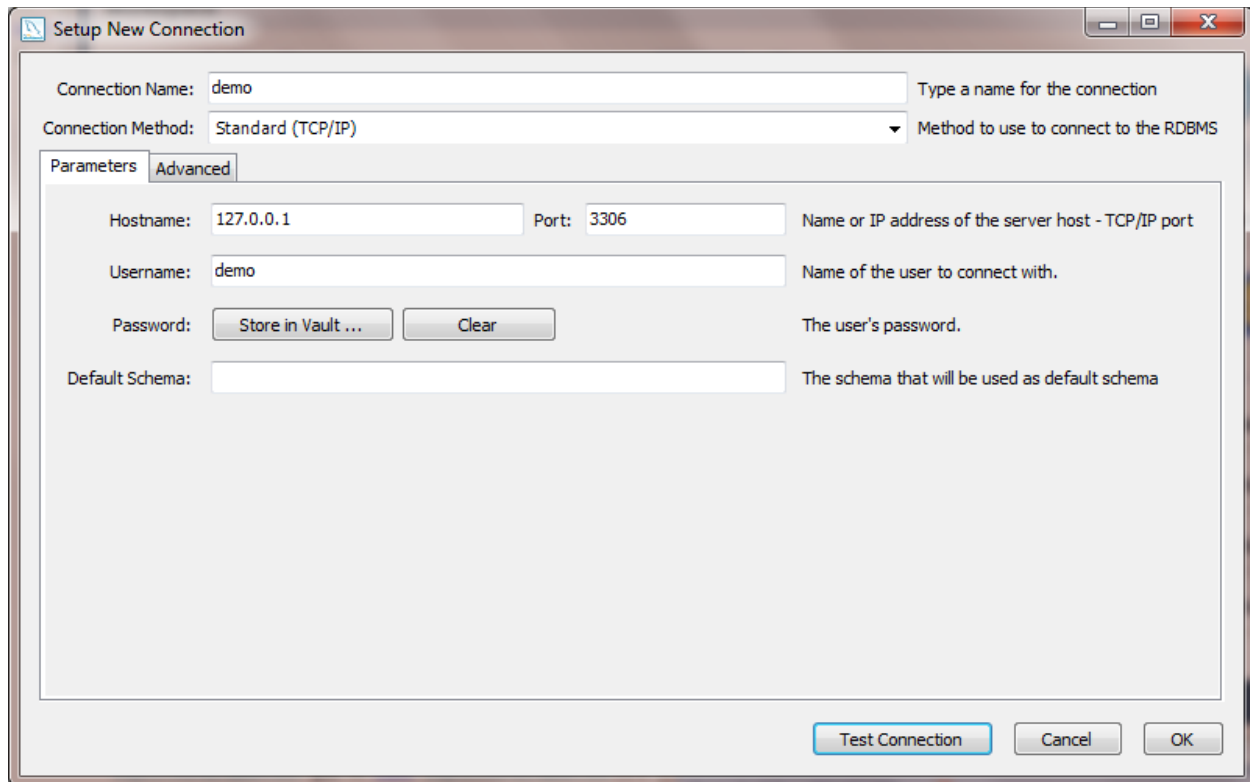 Setup New Connection
Connection Name: demo Type a name for the connection
Connection Method: Standard (TCP/IP) Method to use to connect to the RDBMS
Parameters Advanced
Hostname: 127.0.0.1 Port: 3306 Name or IP address of the server host - TCP/IP port
Username: demo Name of the user to connect with.
Password: Store in Vault ... Clear The user's password.
Default Schema: The schema that will be used as default schema
Test Connection Cancel OK